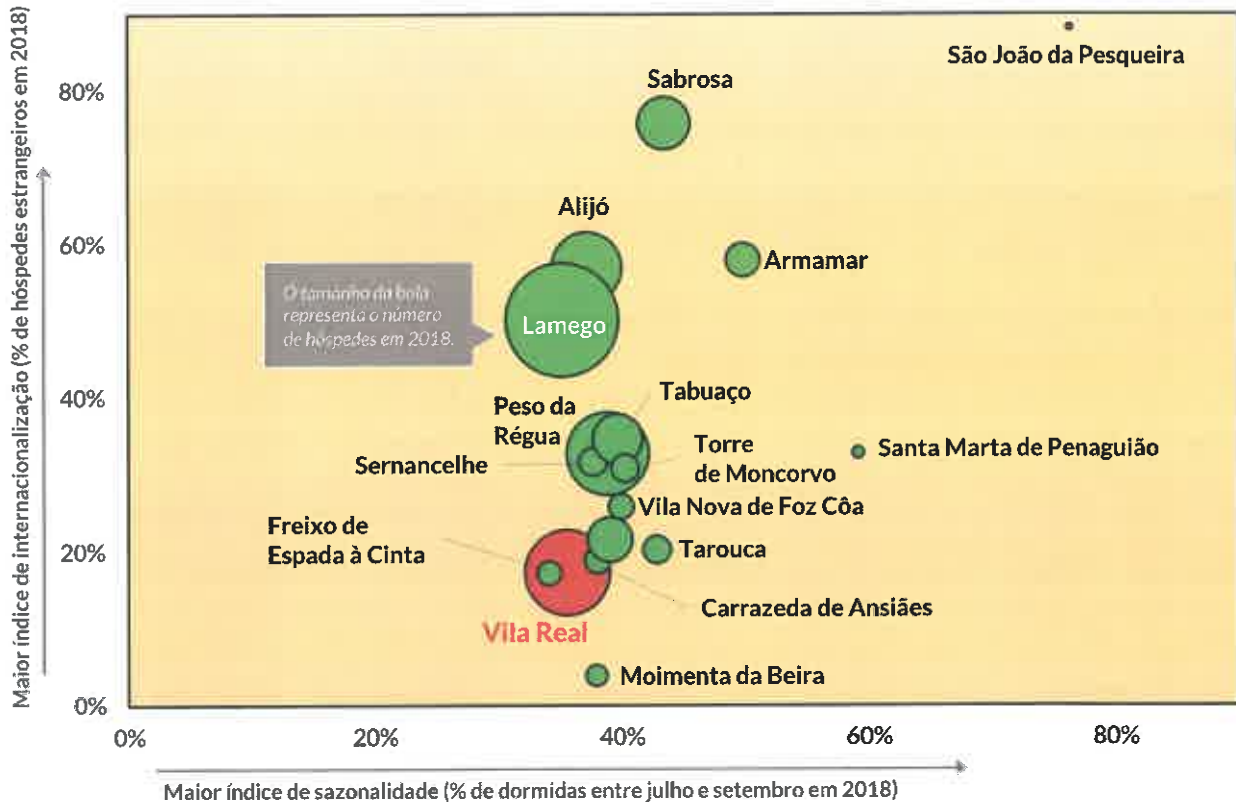 Maior índice de internacionalização (% de hóspedes estrangeiros em 2018)
80%
60%
40%
20%
0%
São João da Pesqueira
Sabrosa
Alijó
Armamar
O tamanho da bola
representa o número
de hóspedes em 2018.
Lamego
Tabuaço
Peso da
Régua
Torre
de Moncorvo
Santa Marta de Penaguião
Sernancelhe
Vila Nova de Foz Côa
Freixo de
Espada à Cinta
Tarouca
Carrazeda de Ansiães
Vila Real
Moimenta da Beira
0%
20%
40%
60%
80%
Maior índice de sazonalidade (% de dormidas entre julho e setembro em 2018)